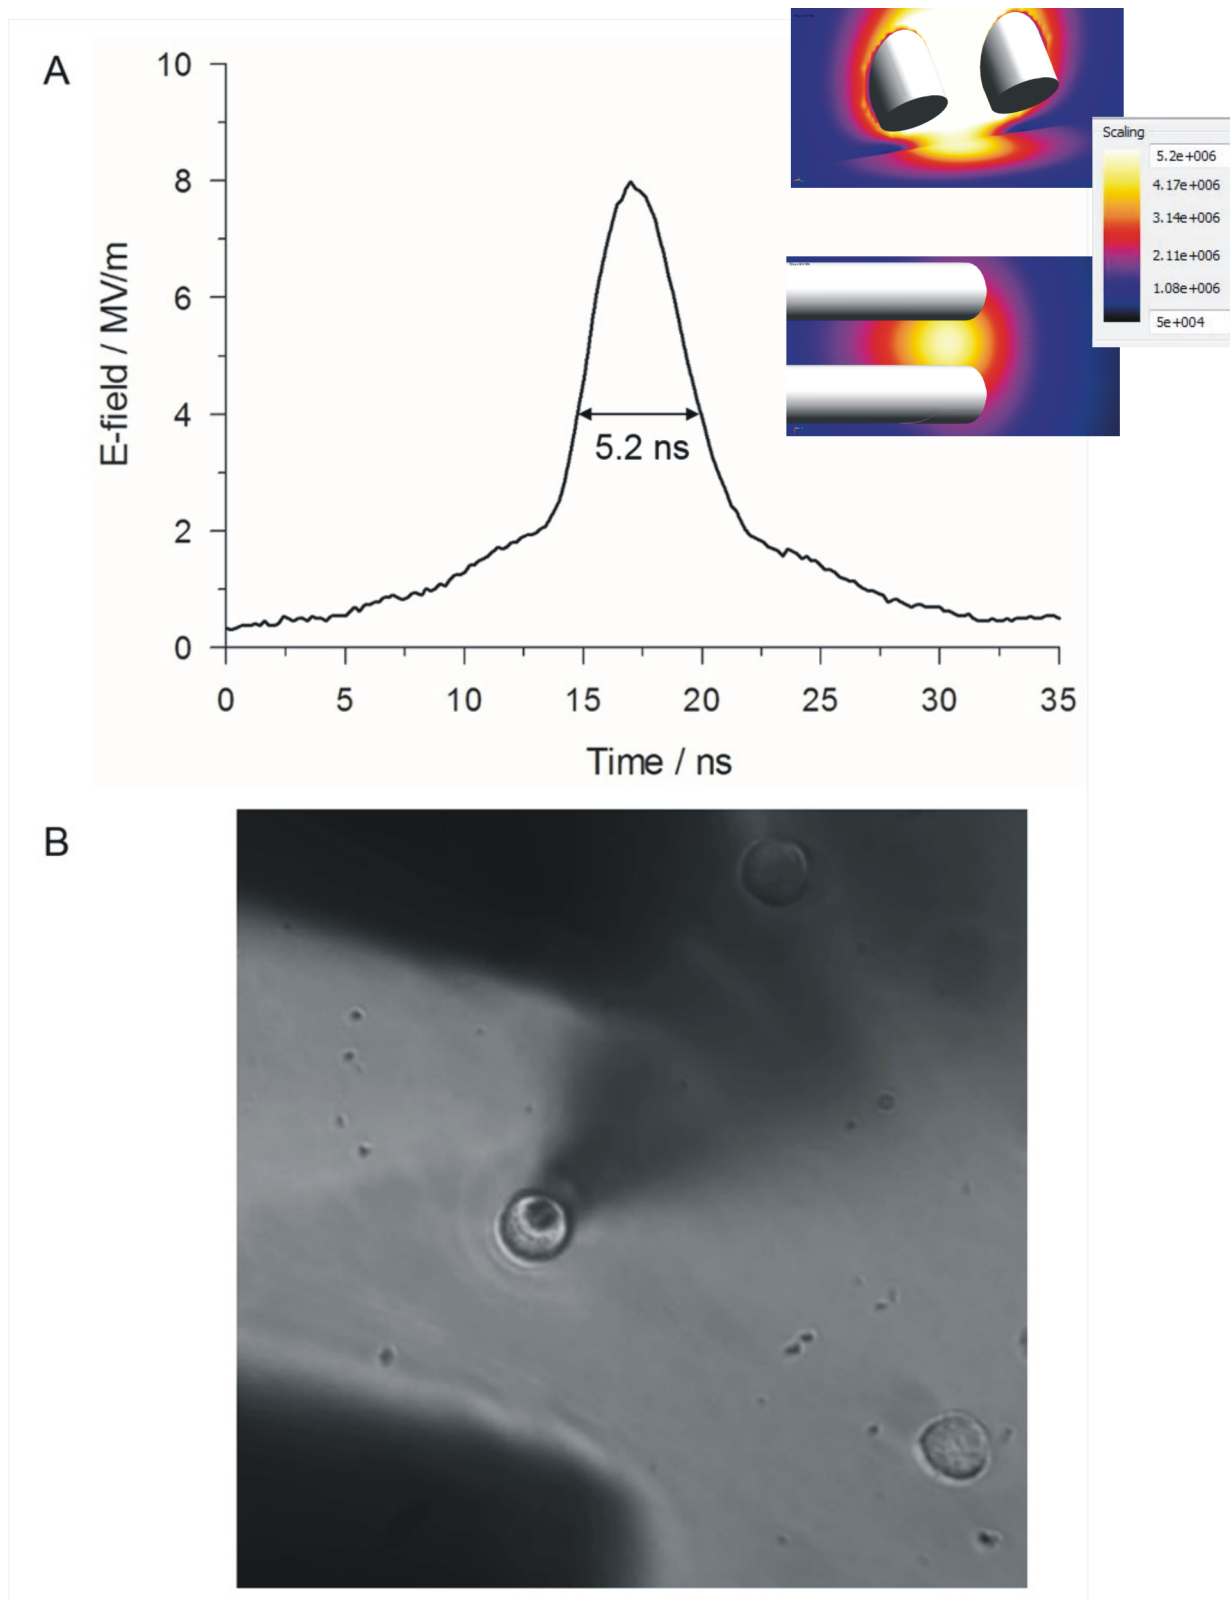 A
10
8
6
4
2
0
E-field / MV/m
5.2 ns
0 5 10 15 20 25 30 35
Time / ns
Scaling
5.2e+006
4.17e+006
3.14e+006
2.11e+006
1.08e+006
5e+004
B